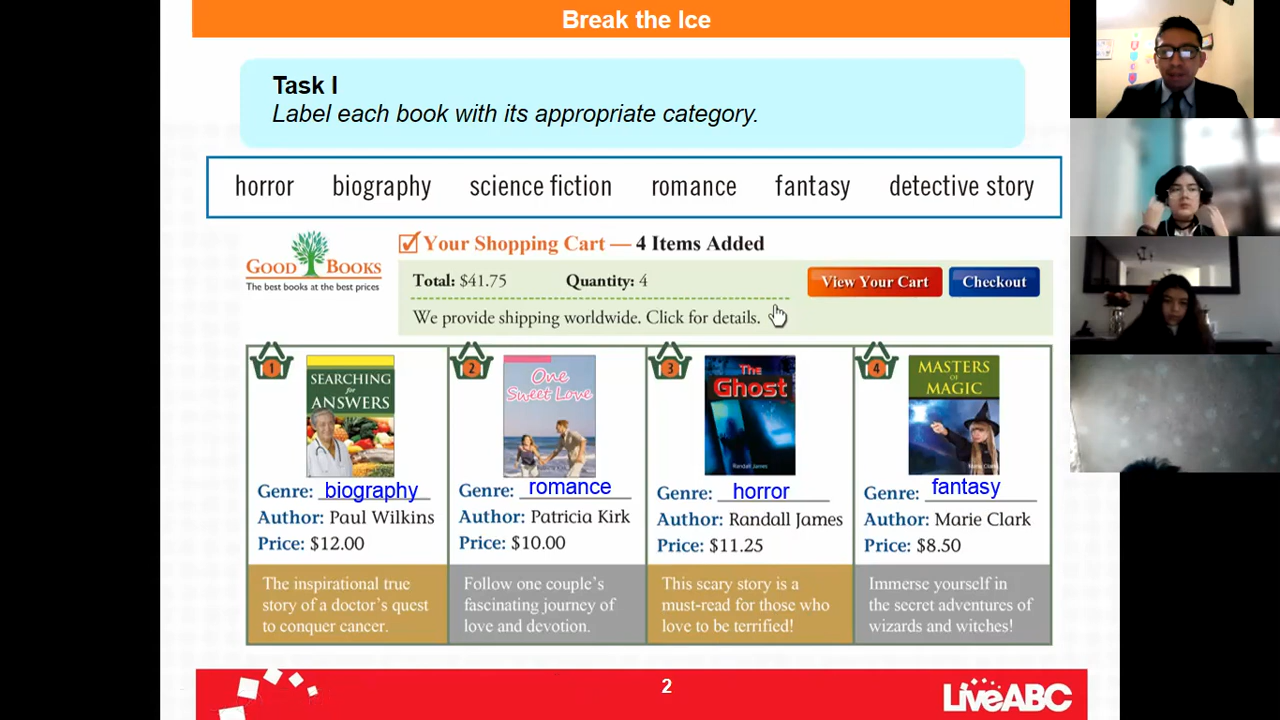 Break the Ice
Task I
Label each book with its appropriate category.
horror biography science fiction romance fantasy detective story
GOOD BOOKS
The best books at the best prices
Your Shopping Cart — 4 Items Added
Total: $41.75 Quantity: 4
View Your Cart Checkout
We provide shipping worldwide. Click for details.
1
SEARCHING
for
ANSWERS
Genre: biography
Author: Paul Wilkins
Price: $12.00
The inspirational true
story of a doctor's quest
to conquer cancer.
2
One
Sweet Love
Genre: romance
Author: Patricia Kirk
Price: $10.00
Follow one couple's
fascinating journey of
love and devotion.
3
The
Ghost
Randall James
Genre: horror
Author: Randall James
Price: $11.25
This scary story is a
must-read for those who
love to be terrified!
4
MASTERS
OF
MAGIC
Marie Clark
Genre: fantasy
Author: Marie Clark
Price: $8.50
Immerse yourself in
the secret adventures of
wizards and witches!
2
LiveABC